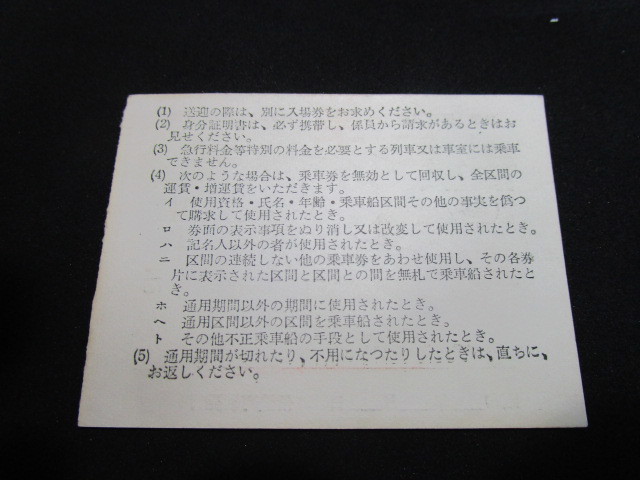 (1) 送迎の際は、別に入場券をお求めください。
(2) 身分証明書は、必ず携帯し、係員から請求があるときはお
見せください。
(3) 急行料金等特別の料金を必要とする列車又は車室には乗車
できません。
(4) 次のような場合は、乗車券を無効として回収し、全区間の
運賃・増運賃をいただきます。
イ 使用資格・氏名・年齢・乗車船区間その他の事実を偽つ
て購求して使用されたとき。
ロ 券面の表示事項をぬり消し又は改変して使用されたとき。
ハ 記名人以外の者が使用されたとき。
ニ 区間の連続しない他の乗車券をあわせ使用し、その各券
片に表示された区間と区間との間を無札で乗車船されたと
き。
ホ 通用期間以外の期間に使用されたとき。
ヘ 通用区間以外の区間を乗車船されたとき。
ト その他不正乗車船の手段として使用されたとき。
(5) 通用期間が切れたり、不用になつたりしたときは、直ちに、
お返しください。